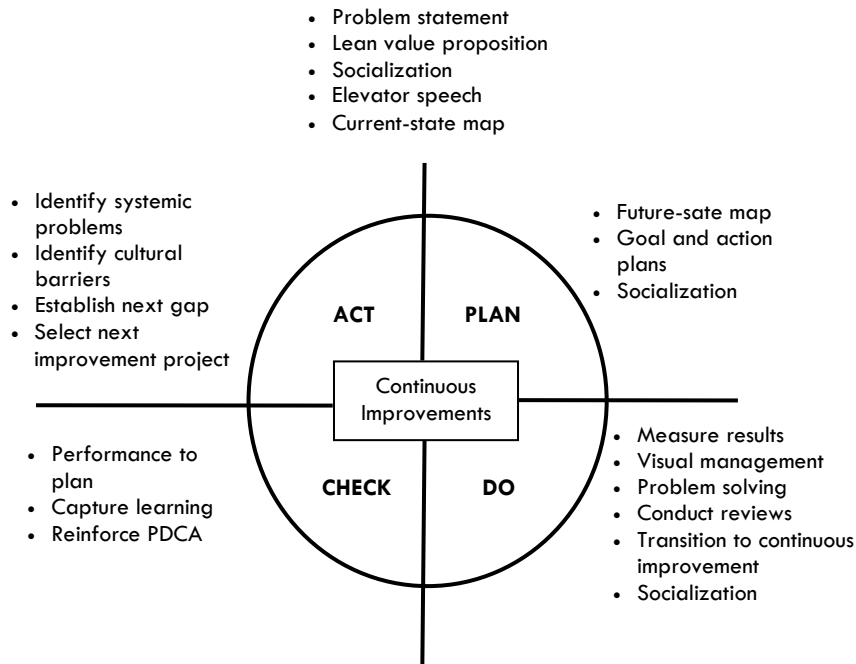 • Problem statement
• Lean value proposition
• Socialization
• Elevator speech
• Current-state map
• Identify systemic
problems
• Identify cultural
barriers
• Establish next gap
• Select next
improvement project
• Future-sate map
• Goal and action
plans
• Socialization
ACT
PLAN
Continuous
Improvements
CHECK
DO
• Performance to
plan
• Capture learning
• Reinforce PDCA
• Measure results
• Visual management
• Problem solving
• Conduct reviews
• Transition to continuous
improvement
• Socialization